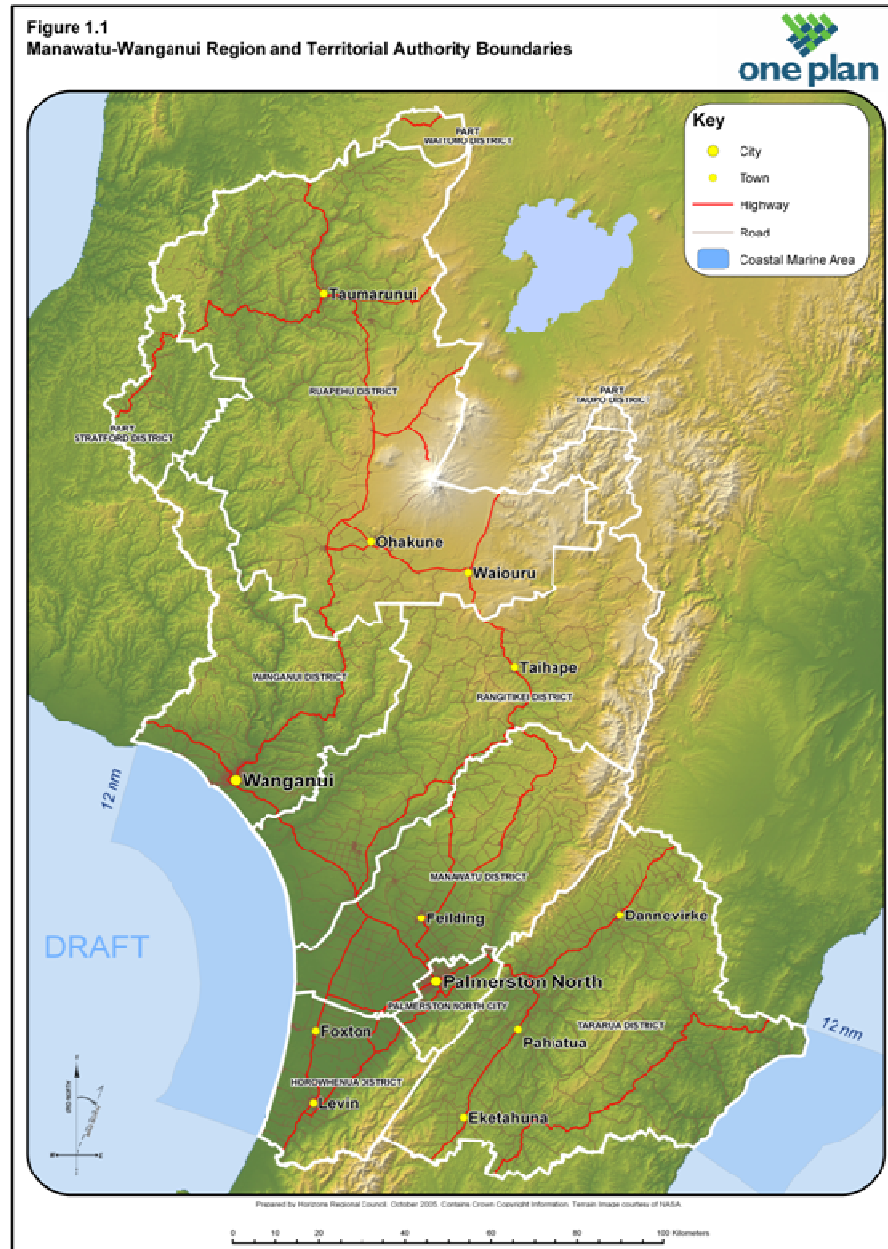 Figure 1.1
Manawatu-Wanganui Region and Territorial Authority Boundaries
one plan
Key
City
Town
Highway
Road
Coastal Marine Area
PART
WAITOMO DISTRICT
Taumarunui
RUAPEHU DISTRICT
PART
TAUPO DISTRICT
PART
STRATFORD DISTRICT
Ohakune
Waiouru
Taihape
WANGANUI DISTRICT
RANGITIKEI DISTRICT
Wanganui
12 nm
MANAWATU DISTRICT
Feilding
Dannevirke
DRAFT
Palmerston North
PALMERSTON NORTH CITY
Foxton
TARARUA DISTRICT
Pahiatua
12 nm
HOROWHENUA DISTRICT
Levin
Eketahuna
Prepared by Horizons Regional Council. October 2005. Contains Crown Copyright Information. Terrain Image courtesy of NASA
0 20 40 60 80 100 Kilometers